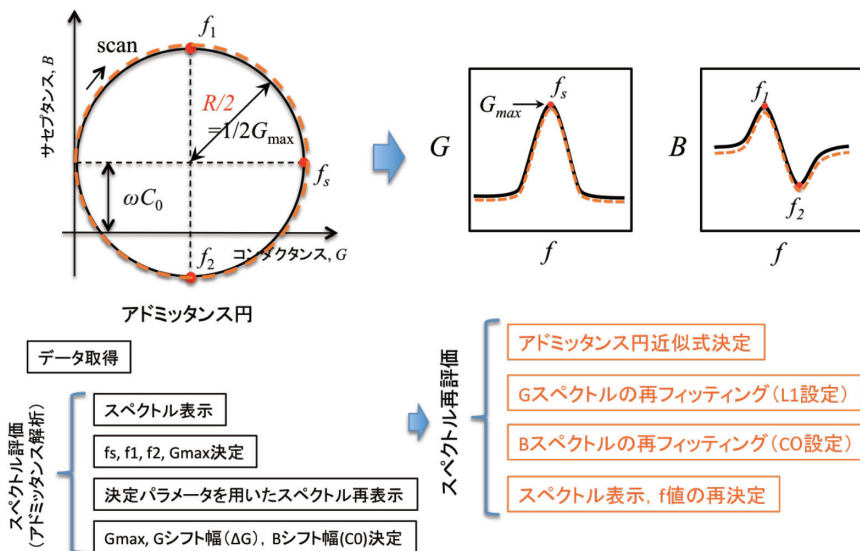 サセプタンス, B
scan
f1
R/2
=1/2Gmax
fs
ωC0
コンダクタンス, G
f2
アドミッタンス円
G
Gmax
fs
f
B
f1
f2
f
データ取得
スペクトル評価
(アドミッタンス解析)
スペクトル表示
fs, f1, f2, Gmax決定
決定パラメータを用いたスペクトル再表示
Gmax, Gシフト幅(ΔG), Bシフト幅(C0)決定
スペクトル再評価
アドミッタンス円近似式決定
Gスペクトルの再フィッティング(L1設定)
Bスペクトルの再フィッティング(CO設定)
スペクトル表示, f値の再決定